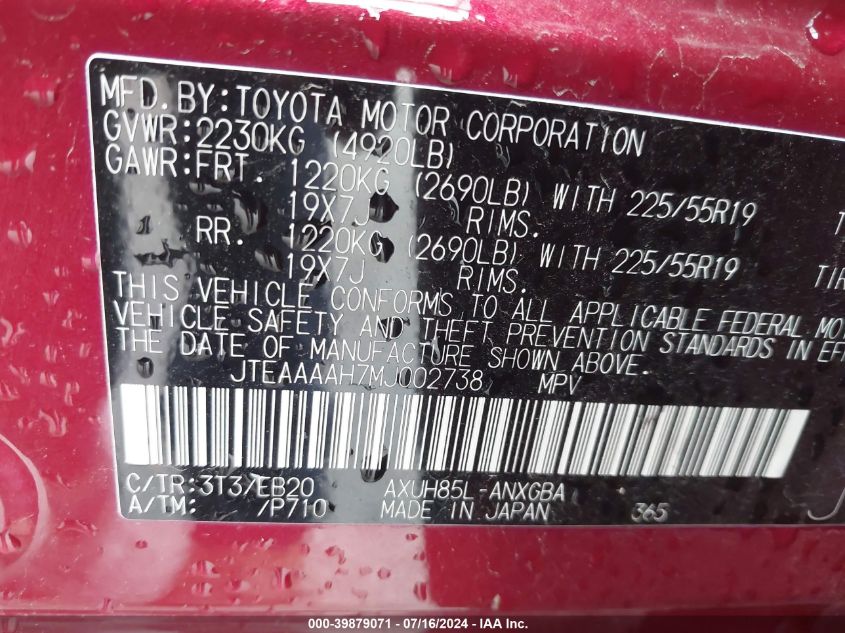 MFD. BY: TOYOTA MOTOR CORPORATION
GVWR: 2230KG (4920LB)
GAWR: FRT. 1220KG (2690LB) WITH 225/55R19
19X7J RIMS.
RR. 1220KG (2690LB) WITH 225/55R19
19X7J RIMS.
THIS VEHICLE CONFORMS TO ALL APPLICABLE FEDERAL
VEHICLE SAFETY AND THEFT PREVENTION STANDARDS IN
THE DATE OF MANUFACTURE SHOWN ABOVE.
JTEAAAAH7MJ002738 MPV
C/TR: 3T3/EB20 AXUH85L-ANXGBA
A/TM: /P710 MADE IN JAPAN 365
000-39879071 - 07/16/2024 - IAA Inc.